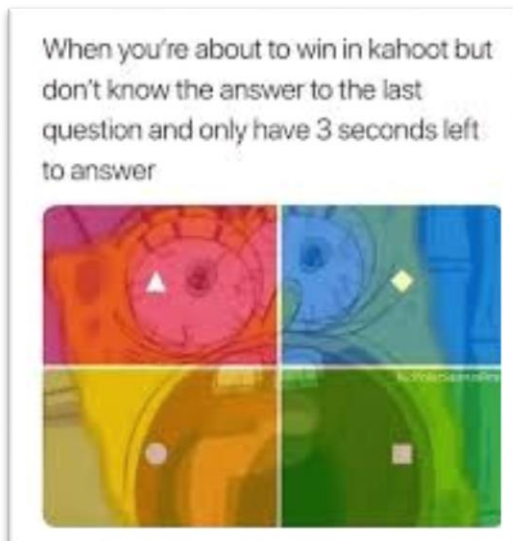 When you're about to win in kahoot but
don't know the answer to the last
question and only have 3 seconds left
to answer